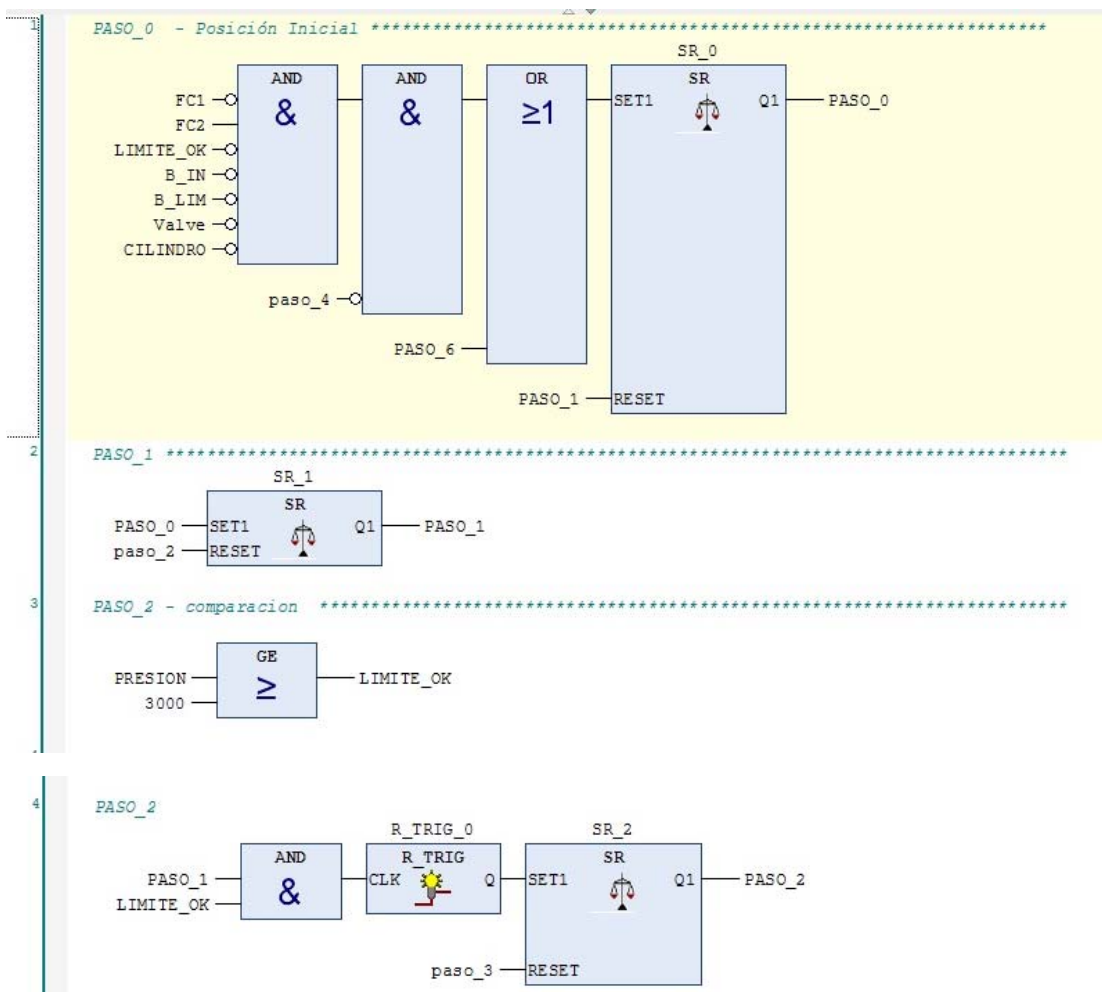 1 PASO_0 - Posición Inicial ******************************************************************
SR_0
AND AND OR SR
& & ≥1
FC1 SET1 Q1 PASO_0
FC2
LIMITE_OK
B_IN
B_LIM
Valve
CILINDRO
paso_4
PASO_6
PASO_1 RESET
2 PASO_1 ****************************************************************************************
SR_1
SR
PASO_0 SET1 Q1 PASO_1
paso_2 RESET
3 PASO_2 - comparacion *************************************************************************
GE
PRESION ≥ LIMITE_OK
3000
4 PASO_2
R_TRIG_0 SR_2
AND R_TRIG SR
PASO_1 & CLK Q SET1 Q1 PASO_2
LIMITE_OK
paso_3 RESET